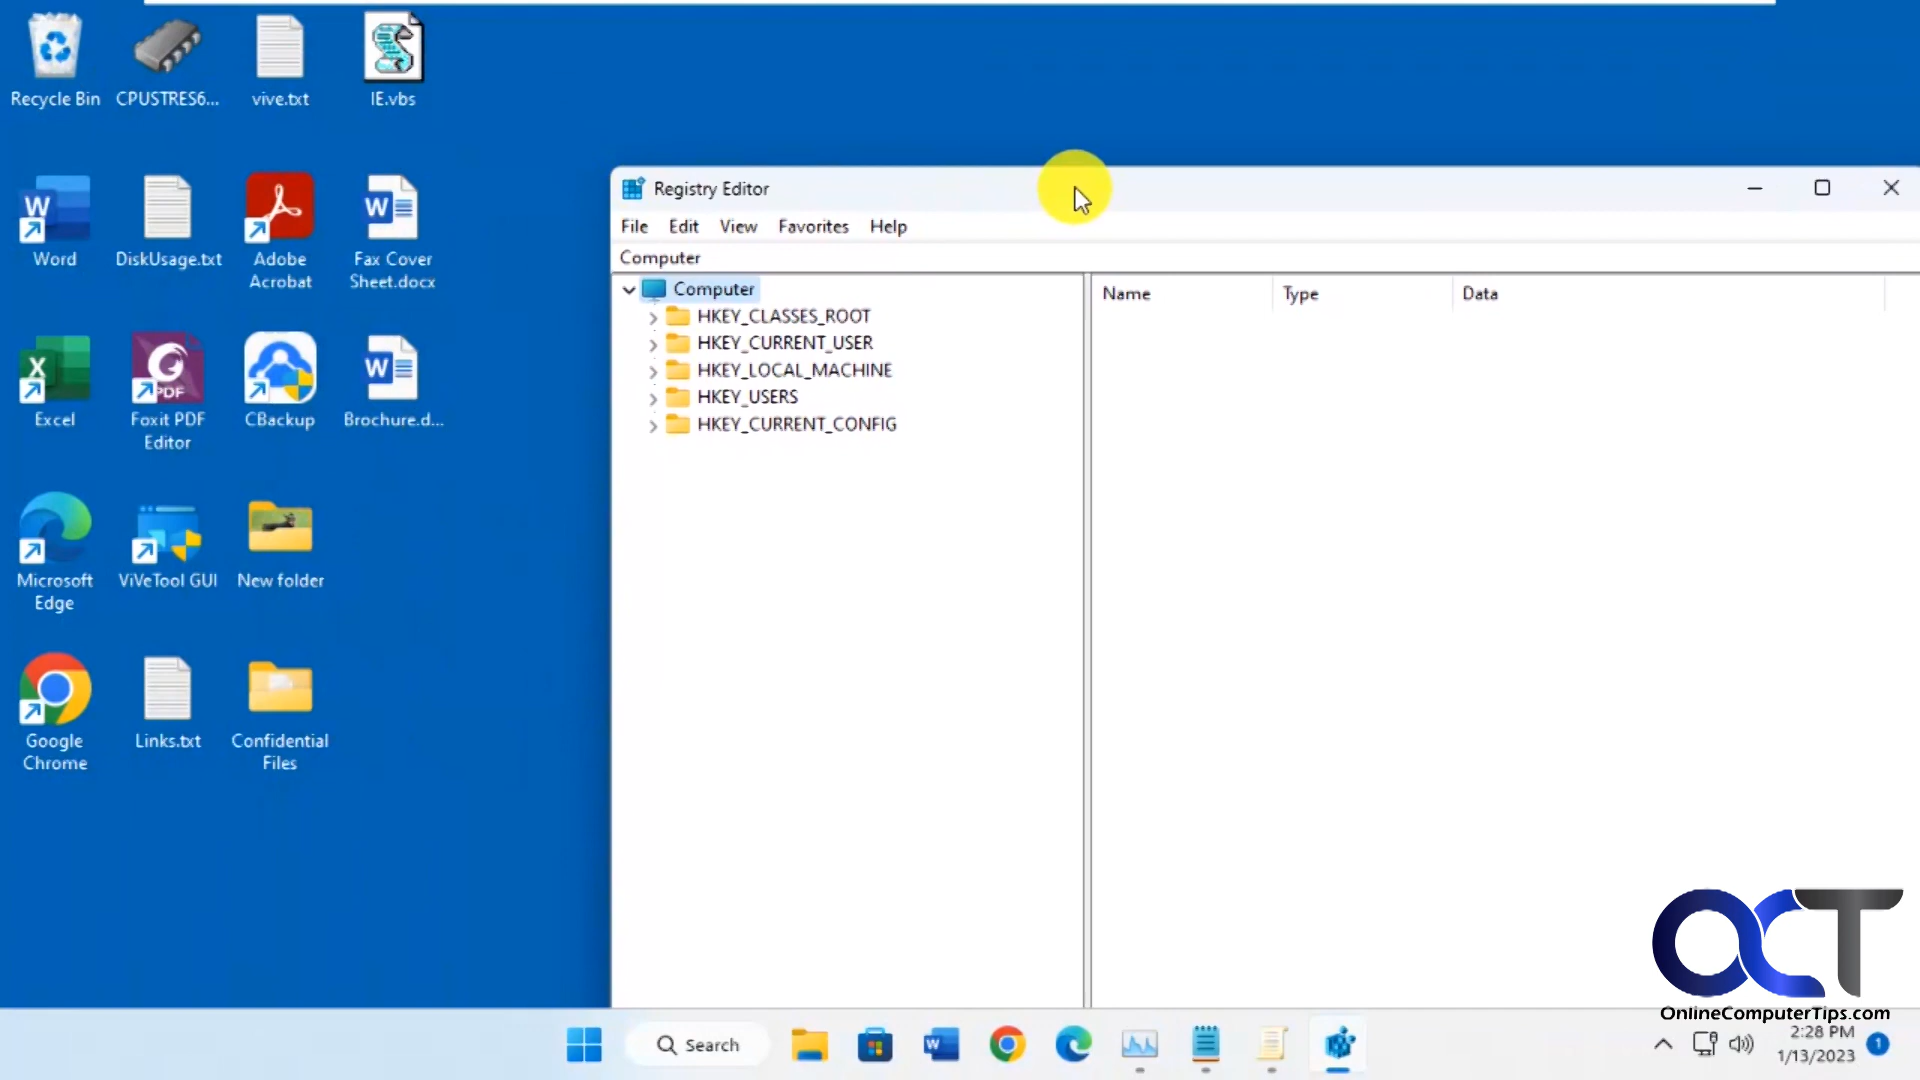 Recycle Bin
CPUSTRES6...
vive.txt
IE.vbs
Word
DiskUsage.txt
Adobe
Acrobat
Fax Cover
Sheet.docx
Excel
Foxit PDF
Editor
CBackup
Brochure.d...
Microsoft
Edge
ViVeTool GUI
New folder
Google
Chrome
Links.txt
Confidential
Files
Registry Editor
File Edit View Favorites Help
Computer
Computer
HKEY_CLASSES_ROOT
HKEY_CURRENT_USER
HKEY_LOCAL_MACHINE
HKEY_USERS
HKEY_CURRENT_CONFIG
Name Type Data
OCT
OnlineComputerTips.com
Search
2:28 PM
1/13/2023
1